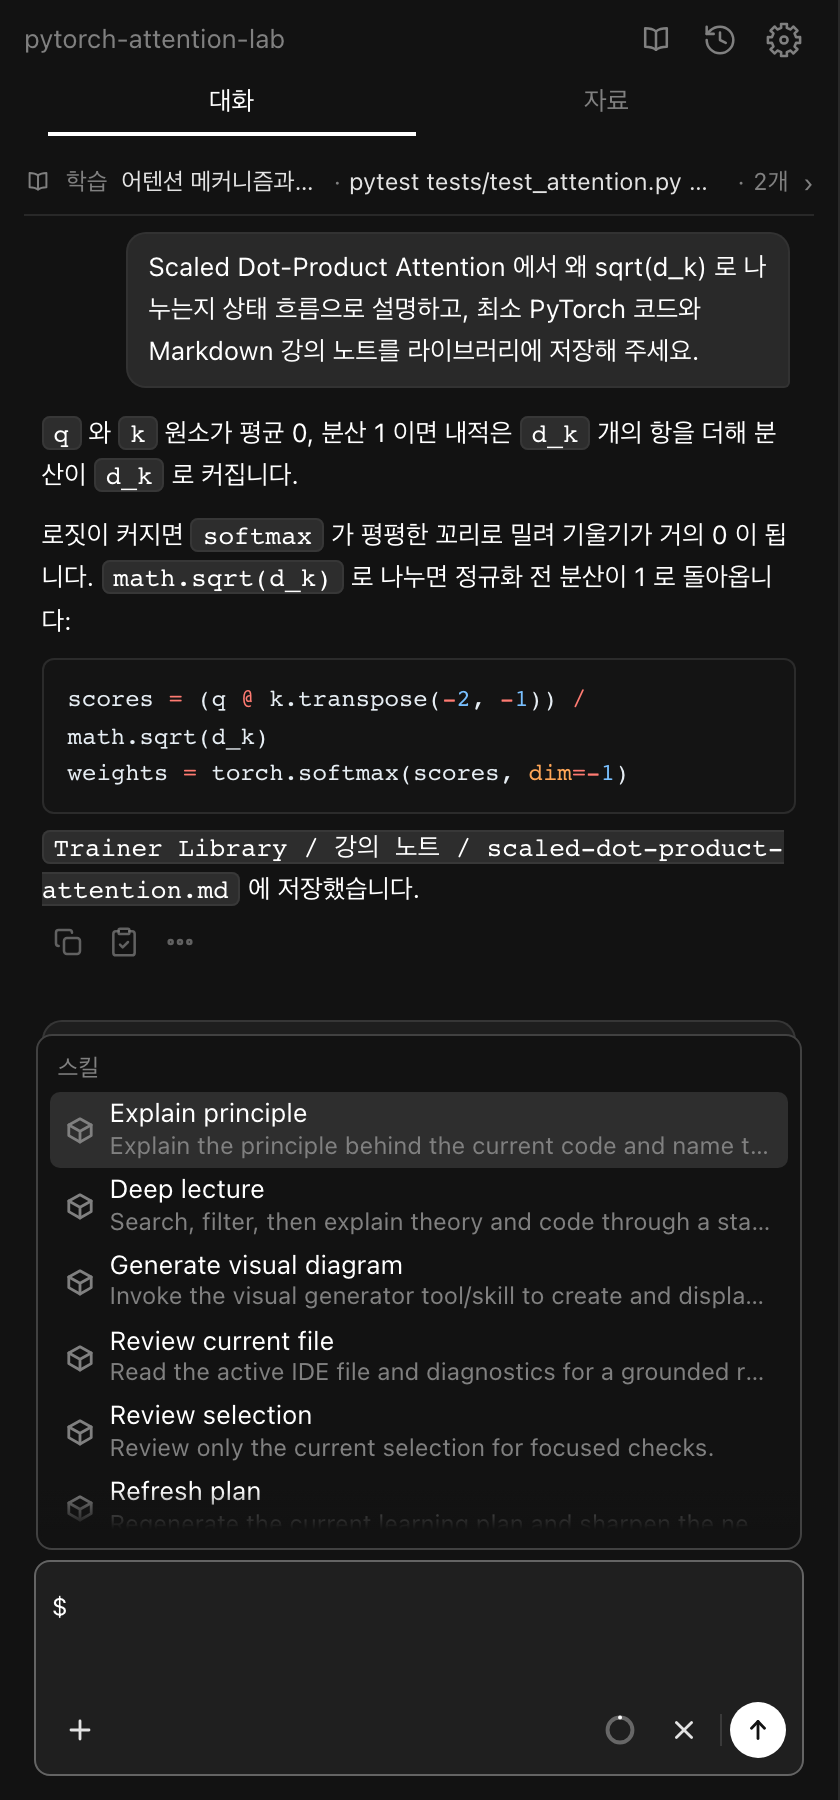 pytorch-attention-lab
대화
자료
학습 어텐션 메커니즘과... · pytest tests/test_attention.py ... · 2개 ›
Scaled Dot-Product Attention 에서 왜 sqrt(d_k) 로 나
누는지 상태 흐름으로 설명하고, 최소 PyTorch 코드와
Markdown 강의 노트를 라이브러리에 저장해 주세요.
q 와 k 원소가 평균 0, 분산 1 이면 내적은 d_k 개의 항을 더해 분
산이 d_k 로 커집니다.
로짓이 커지면 softmax 가 평평한 꼬리로 밀려 기울기가 거의 0 이 됩
니다. math.sqrt(d_k) 로 나누면 정규화 전 분산이 1 로 돌아옵니
다:
scores = (q @ k.transpose(-2, -1)) /
math.sqrt(d_k)
weights = torch.softmax(scores, dim=-1)
Trainer Library / 강의 노트 / scaled-dot-product-
attention.md 에 저장했습니다.
스킬
Explain principle
Explain the principle behind the current code and name t...
Deep lecture
Search, filter, then explain theory and code through a sta...
Generate visual diagram
Invoke the visual generator tool/skill to create and displa...
Review current file
Read the active IDE file and diagnostics for a grounded r...
Review selection
Review only the current selection for focused checks.
Refresh plan
Regenerate the current learning plan and sharpen the ne
$